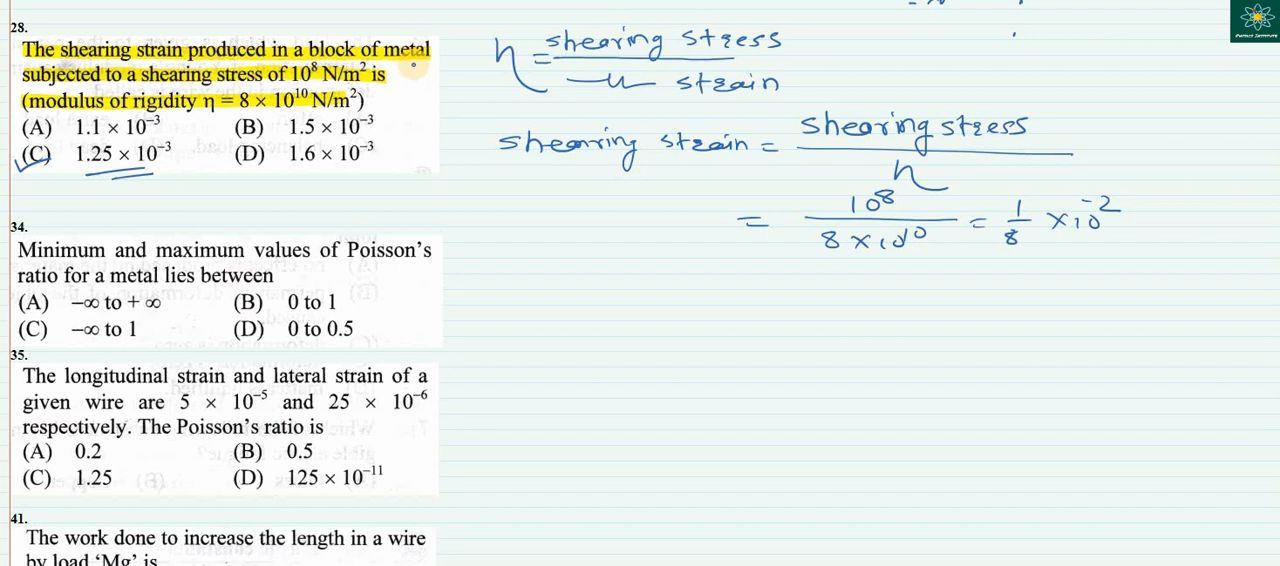 28.
The shearing strain produced in a block of metal
subjected to a shearing stress of 10⁸ N/m² is
(modulus of rigidity η = 8 × 10¹⁰ N/m²)
(A) 1.1 × 10⁻³ (B) 1.5 × 10⁻³
(C) 1.25 × 10⁻³ (D) 1.6 × 10⁻³
34.
Minimum and maximum values of Poisson's
ratio for a metal lies between
(A) −∞ to + ∞ (B) 0 to 1
(C) −∞ to 1 (D) 0 to 0.5
35.
The longitudinal strain and lateral strain of a
given wire are 5 × 10⁻⁵ and 25 × 10⁻⁶
respectively. The Poisson's ratio is
(A) 0.2 (B) 0.5
(C) 1.25 (D) 125 × 10⁻¹¹
41.
The work done to increase the length in a wire
by load 'Mg' is
η = shearing stress
—〃— strain
shearing strain = shearing stress
η
= 10⁸ / 8 × 10¹⁰ = 1/8 × 10⁻²